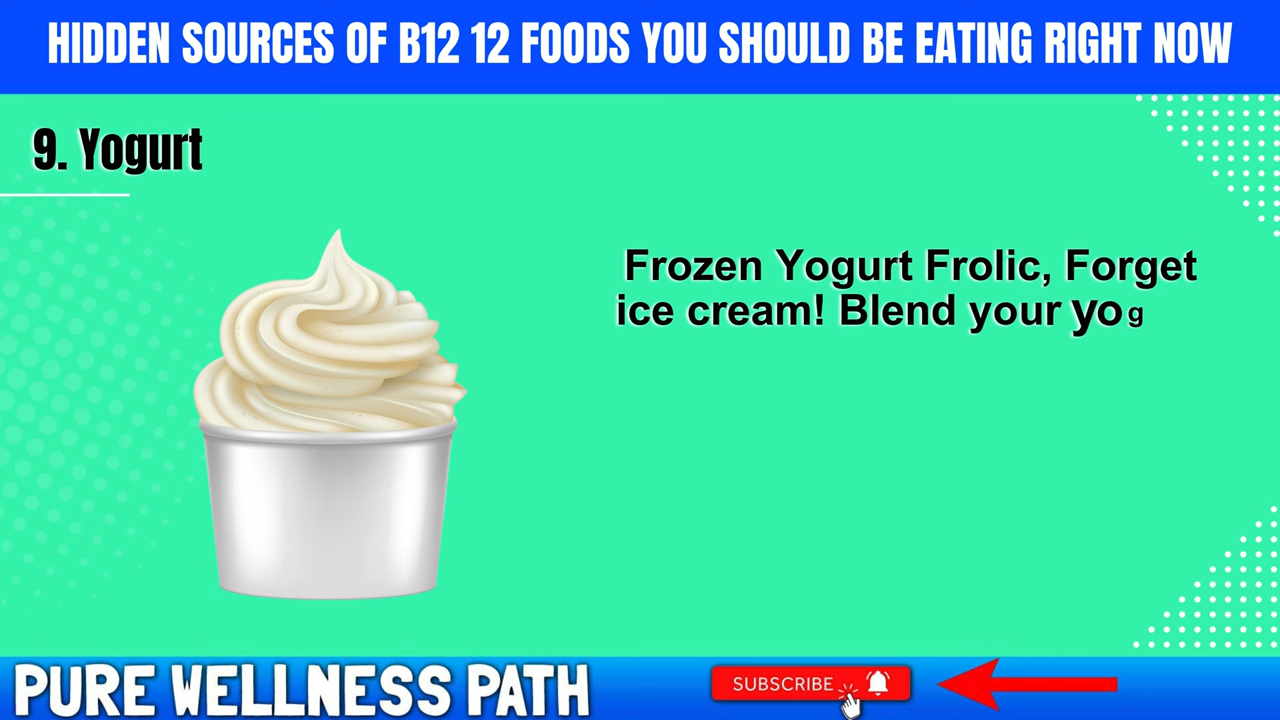 HIDDEN SOURCES OF B12 12 FOODS YOU SHOULD BE EATING RIGHT NOW
9. Yogurt
Frozen Yogurt Frolic, Forget
ice cream! Blend your yog
PURE WELLNESS PATH
SUBSCRIBE